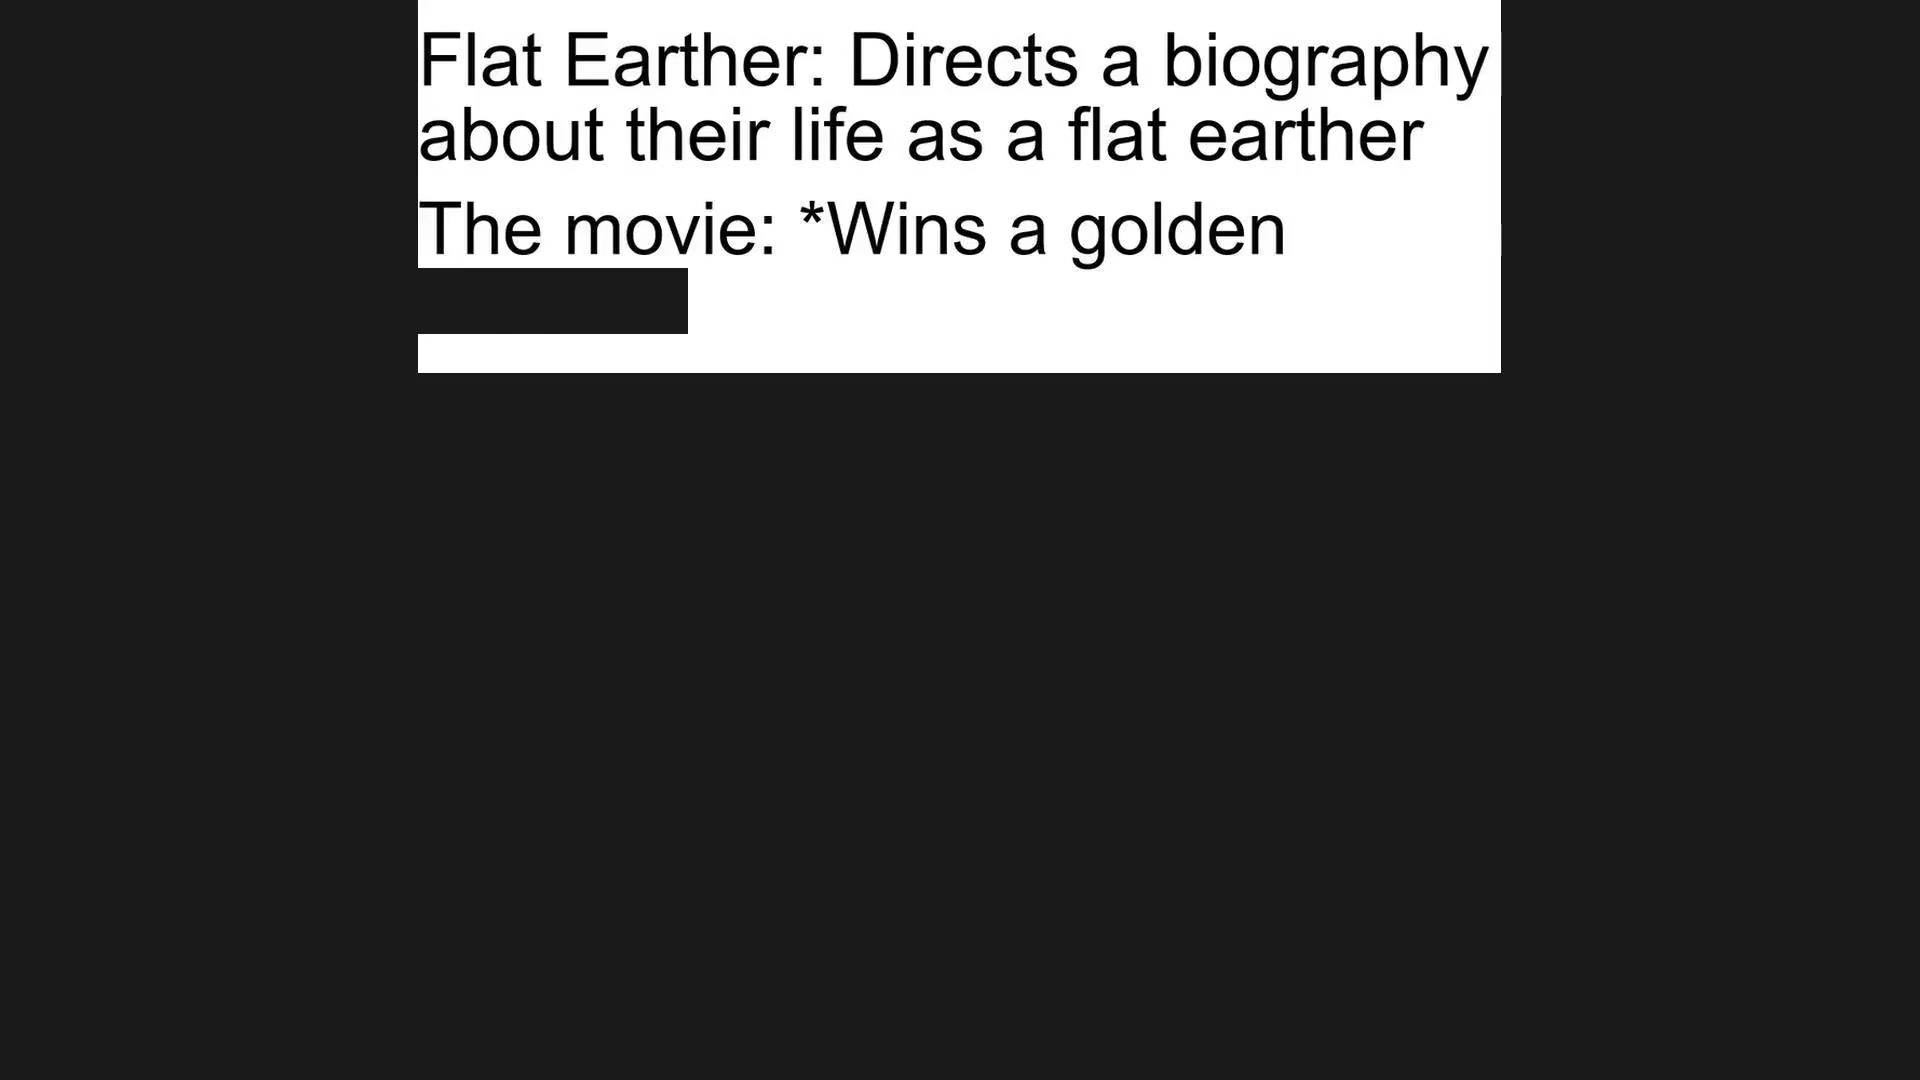 Flat Earther: Directs a biography
about their life as a flat earther
The movie: *Wins a golden